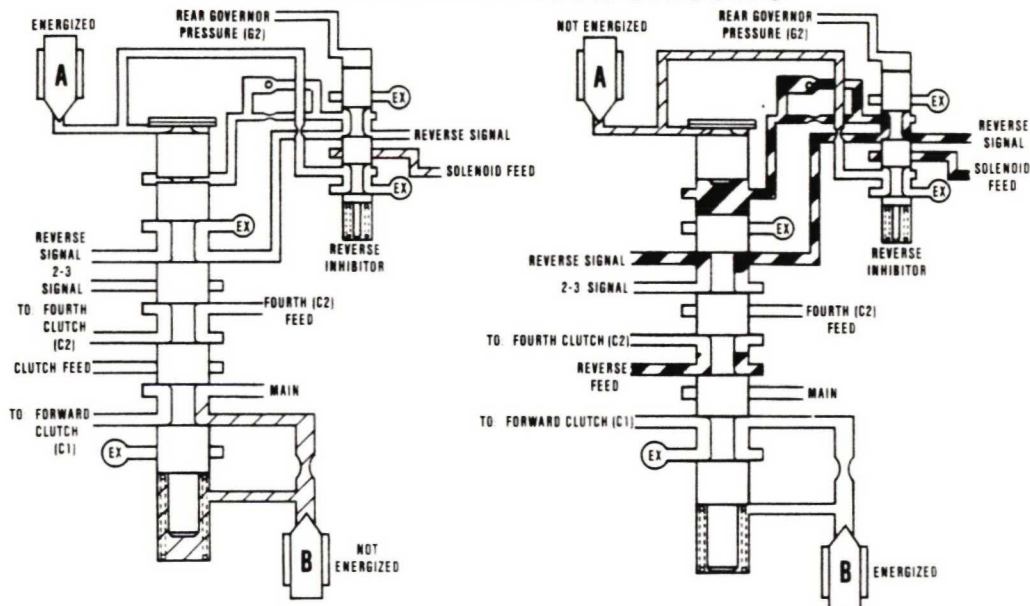 ENERGIZED
REAR GOVERNOR
PRESSURE (G2)
A
EX
REVERSE SIGNAL
SOLENOID FEED
EX
REVERSE
INHIBITOR
EX
REVERSE
SIGNAL
2-3
SIGNAL
TO: FOURTH
CLUTCH
(C2)
FOURTH (C2)
FEED
CLUTCH FEED
MAIN
TO FORWARD
CLUTCH
(C1)
EX
B
NOT
ENERGIZED
NOT ENERGIZED
REAR GOVERNOR
PRESSURE (G2)
A
EX
REVERSE
SIGNAL
SOLENOID
FEED
EX
REVERSE
INHIBITOR
EX
REVERSE SIGNAL
2-3 SIGNAL
FOURTH (C2)
FEED
TO: FOURTH CLUTCH (C2)
REVERSE
FEED
MAIN
TO: FORWARD CLUTCH (C1)
EX
B
ENERGIZED